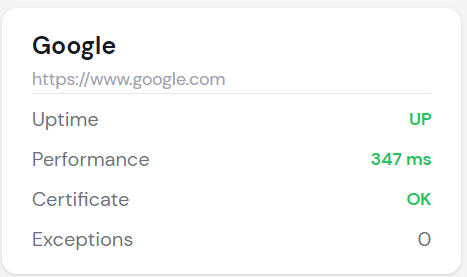 Google
https://www.google.com
Uptime UP
Performance 347 ms
Certificate OK
Exceptions 0